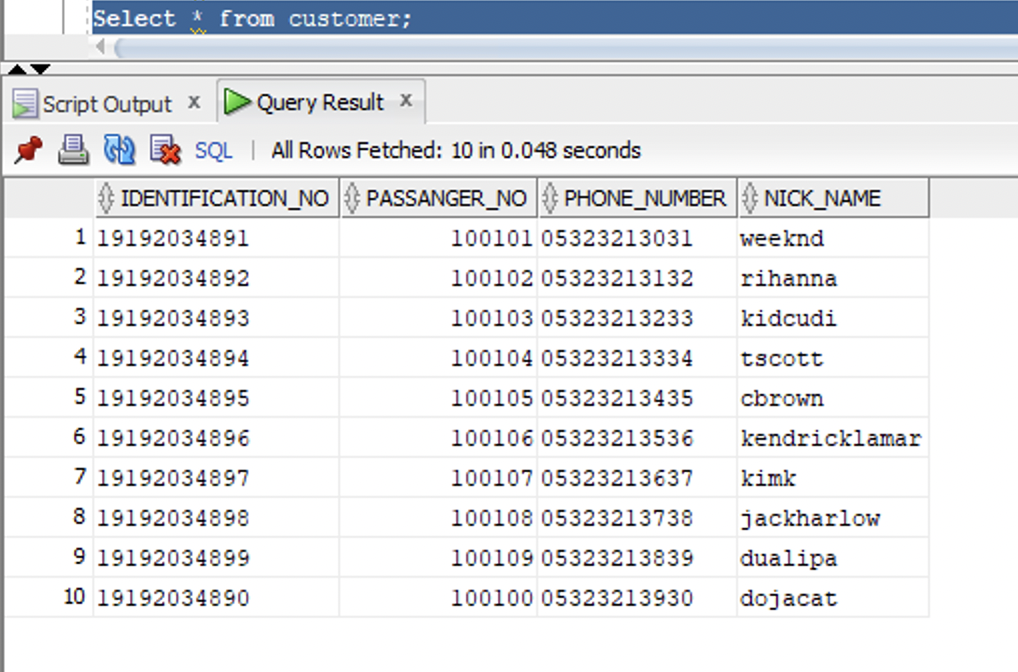 Select * from customer;
Script Output x Query Result x
SQL | All Rows Fetched: 10 in 0.048 seconds
IDENTIFICATION_NO PASSANGER_NO PHONE_NUMBER NICK_NAME
1 19192034891 100101 05323213031 weeknd
2 19192034892 100102 05323213132 rihanna
3 19192034893 100103 05323213233 kidcudi
4 19192034894 100104 05323213334 tscott
5 19192034895 100105 05323213435 cbrown
6 19192034896 100106 05323213536 kendricklamar
7 19192034897 100107 05323213637 kimk
8 19192034898 100108 05323213738 jackharlow
9 19192034899 100109 05323213839 dualipa
10 19192034890 100100 05323213930 dojacat